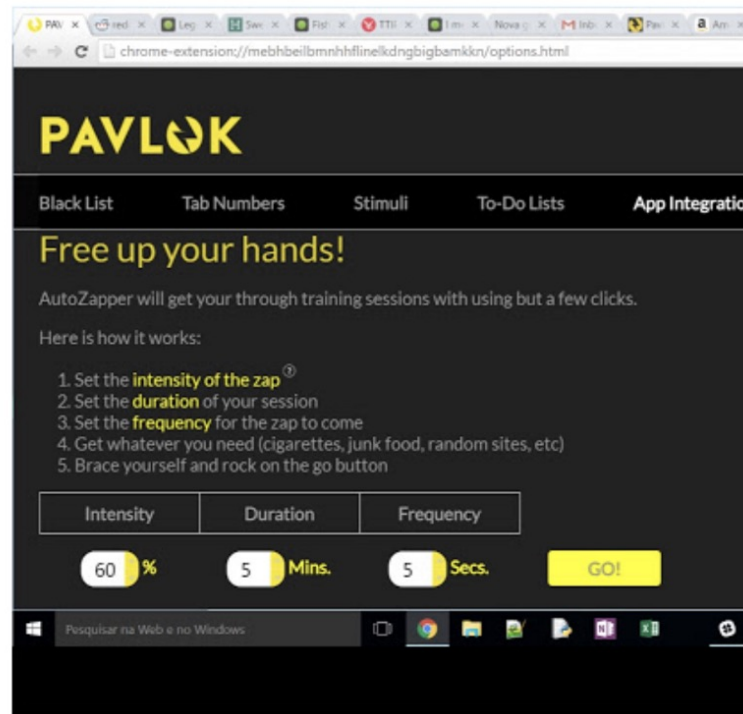 PAV
red
Leg
Swe
Fist
I m
Nova g
Inb
Pav
Am
chrome-extension://mebhbeilbmnhhflinelkdngbigbamkkn/options.html
PAVLOK
Black List Tab Numbers Stimuli To-Do Lists App Integratio
Free up your hands!
AutoZapper will get your through training sessions with using but a few clicks.
Here is how it works:
1. Set the intensity of the zap ?
2. Set the duration of your session
3. Set the frequency for the zap to come
4. Get whatever you need (cigarettes, junk food, random sites, etc)
5. Brace yourself and rock on the go button
Intensity Duration Frequency
60 % 5 Mins. 5 Secs. GO!
Pesquisar na Web e no Windows